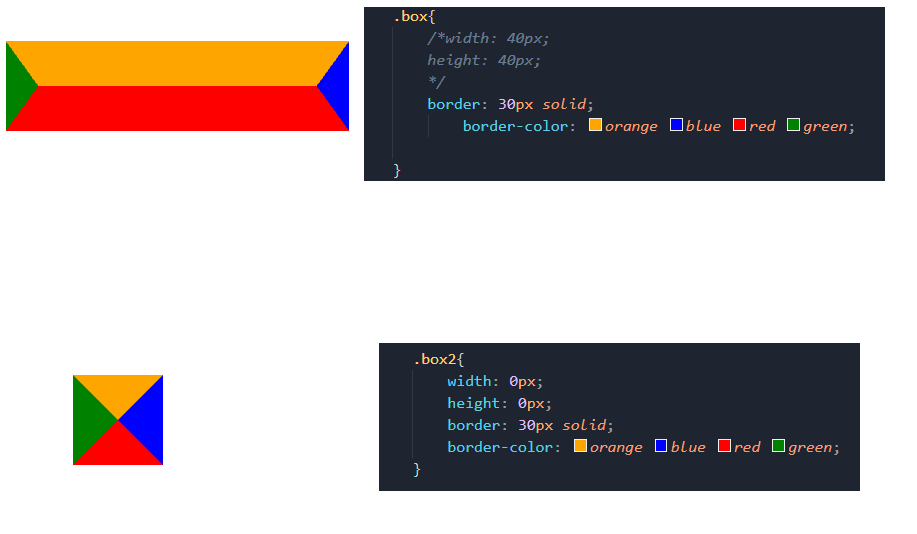 .box{
/*width: 40px;
height: 40px;
*/
border: 30px solid;
border-color: orange blue red green;
}
.box2{
width: 0px;
height: 0px;
border: 30px solid;
border-color: orange blue red green;
}